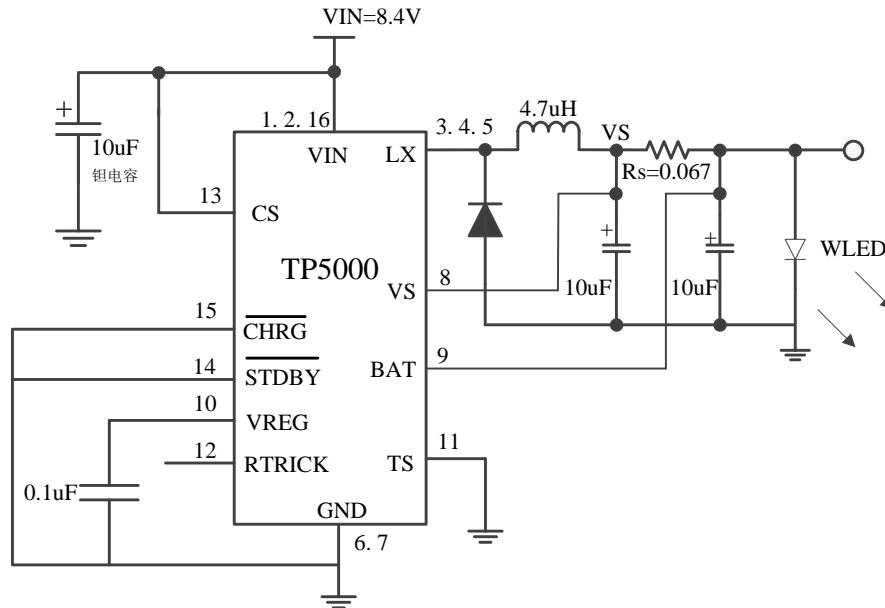 VIN=8.4V
4.7uH
+
1. 2. 16
3. 4. 5
VS
10uF
VIN
LX
Rs=0.067
钽电容
13
CS
+
+
WLED
TP5000
VS
8
10uF
10uF
15
CHRG
9
14
STDBY
BAT
10
VREG
12
RTRICK
TS
11
0.1uF
GND
6. 7